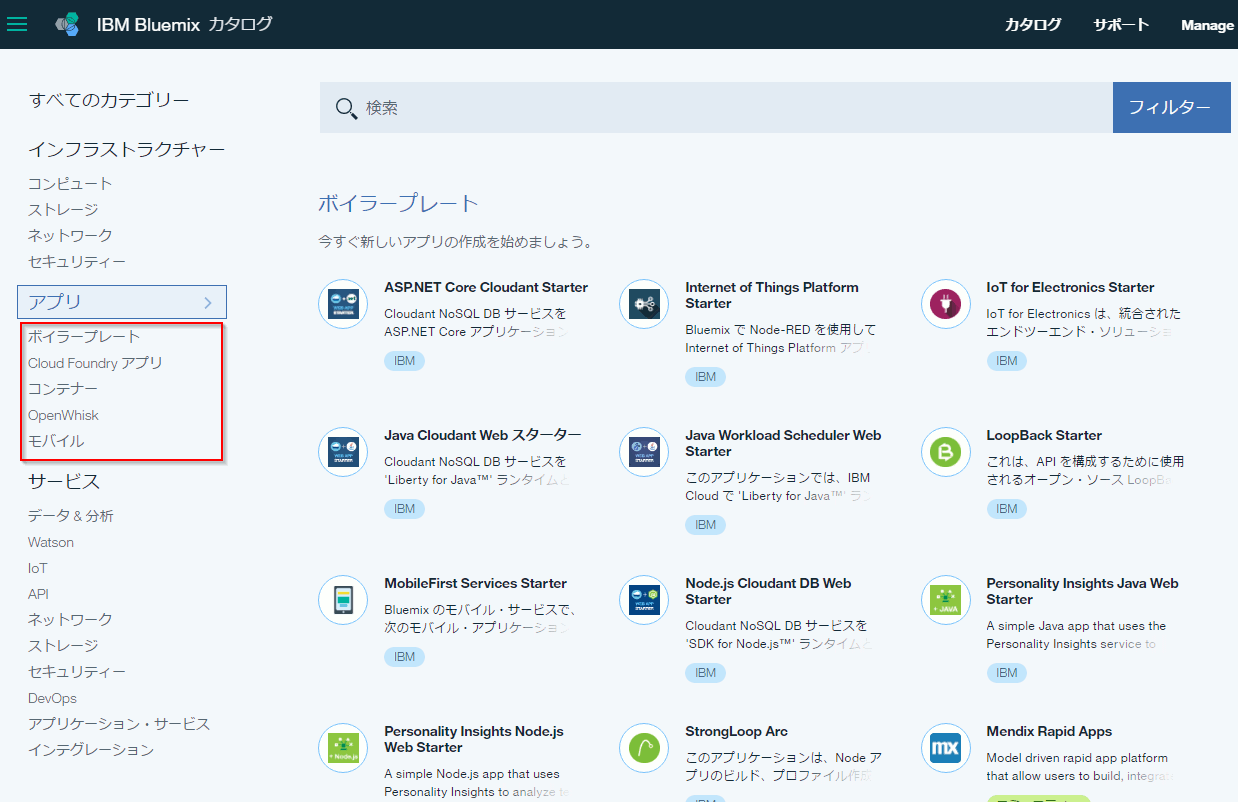 IBM Bluemix カタログ
カタログ
サポート
Manage
すべてのカテゴリー
インフラストラクチャー
コンピュート
ストレージ
ネットワーク
セキュリティー
アプリ
ボイラープレート
Cloud Foundry アプリ
コンテナー
OpenWhisk
モバイル
サービス
データ & 分析
Watson
IoT
API
ネットワーク
ストレージ
セキュリティー
DevOps
アプリケーション・サービス
インテグレーション
検索
フィルター
ボイラープレート
今すぐ新しいアプリの作成を始めましょう。
ASP.NET Core Cloudant Starter
Cloudant NoSQL DB サービスを
ASP.NET Core アプリケーション
IBM
Internet of Things Platform
Starter
Bluemix で Node-RED を使用して
Internet of Things Platform アプ
IBM
IoT for Electronics Starter
IoT for Electronics は、統合された
エンドツーエンド・ソリューショ
IBM
Java Cloudant Web スターター
Cloudant NoSQL DB サービスを
'Liberty for Java™' ランタイムと
IBM
Java Workload Scheduler Web
Starter
このアプリケーションでは、IBM
Cloud で 'Liberty for Java™' ラン
IBM
LoopBack Starter
これは、API を構成するために使用
されるオープン・ソース LoopBa
IBM
MobileFirst Services Starter
Bluemix のモバイル・サービスで、
次のモバイル・アプリケーション
IBM
Node.js Cloudant DB Web
Starter
Cloudant NoSQL DB サービスを
'SDK for Node.js™' ランタイムと
IBM
+ JAVA
Personality Insights Java Web
Starter
A simple Java app that uses the
Personality Insights service to
IBM
+ Node.js
Personality Insights Node.js
Web Starter
A simple Node.js app that uses
Personality Insights to analyze te
StrongLoop Arc
このアプリケーションは、Node ア
プリのビルド、プロファイル作成
mx
Mendix Rapid Apps
Model driven rapid app platform
that allow users to build, integrat